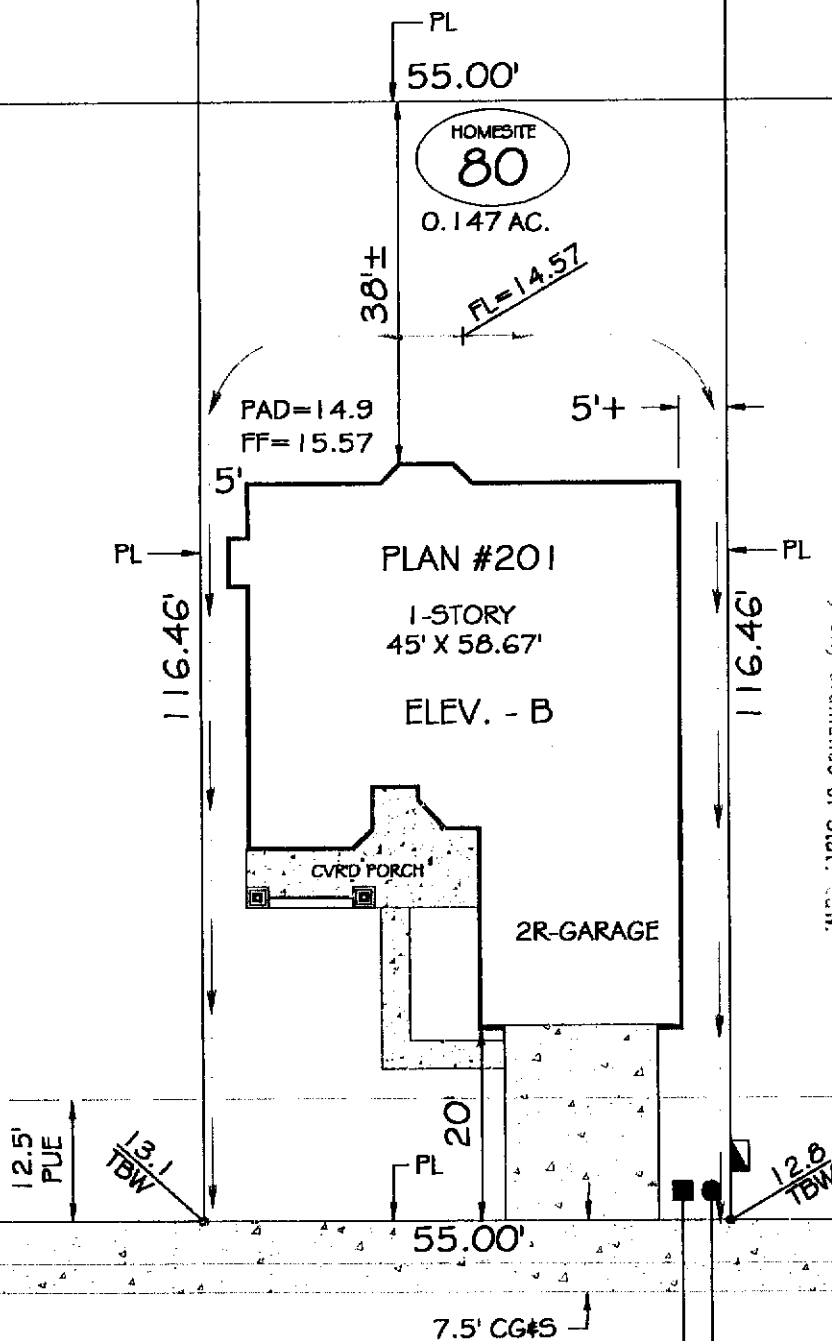 PL
55.00'
HOMESITE
80
0.147 AC.
38'±
FL=14.57
PAD=14.9
FF=15.57
5'+
5'
PL
PL
PLAN #201
1-STORY
45' X 58.67'
ELEV. - B
116.46'
116.46'
CVRD PORCH
2R-GARAGE
12.5'
PUE
20'
13.1
TBW
PL
12.8
TBW
55.00'
7.5' CG&S